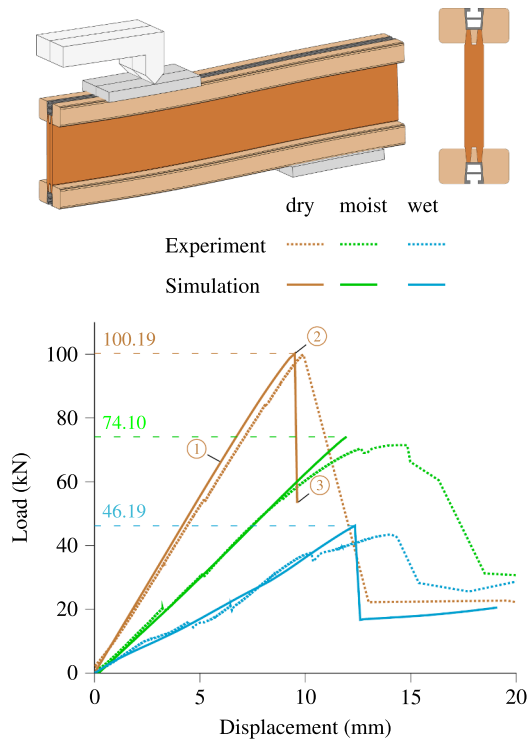 dry moist wet
Experiment
Simulation
100.19
②
100
80
74.10
①
60
③
46.19
40
20
0
Load (kN)
0 5 10 15 20
Displacement (mm)